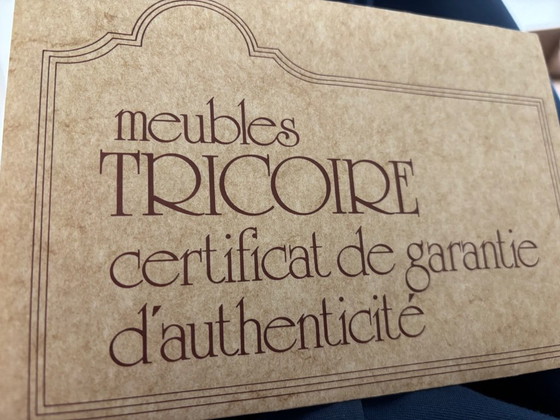 meubles
TRICOIRE
certificat de garantie
d'authenticité